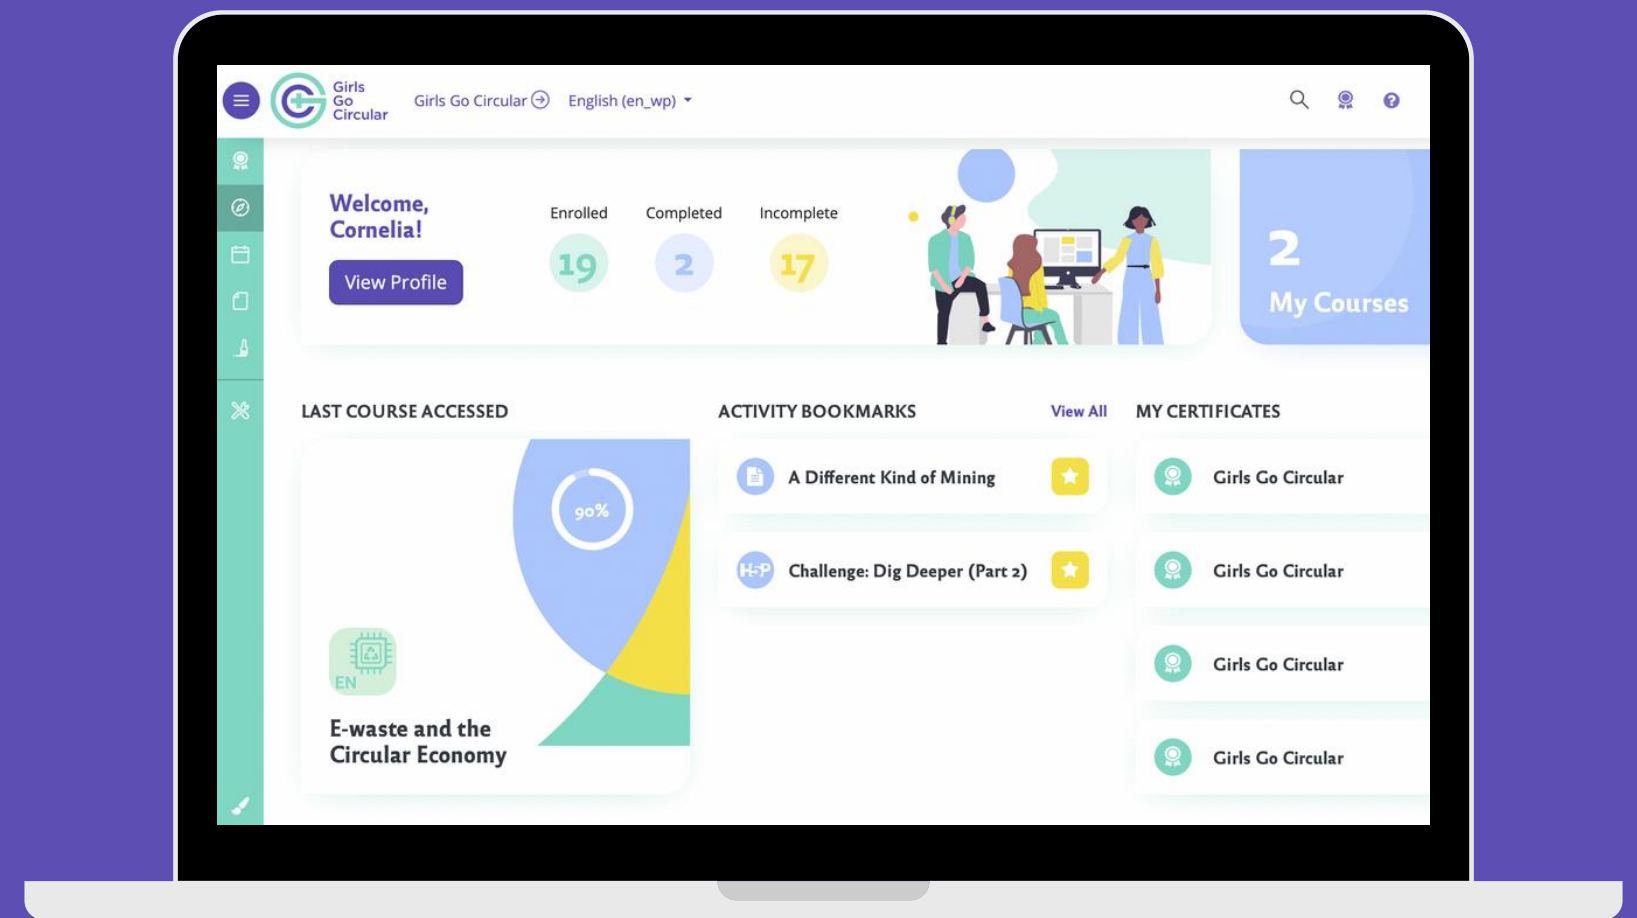 Girls
Go
Circular
Girls Go Circular
English (en_wp)
Welcome,
Cornelia!
View Profile
Enrolled
Completed
Incomplete
19
2
17
2
My Courses
LAST COURSE ACCESSED
90%
EN
E-waste and the
Circular Economy
ACTIVITY BOOKMARKS
View All
A Different Kind of Mining
H5P
Challenge: Dig Deeper (Part 2)
MY CERTIFICATES
Girls Go Circular
Girls Go Circular
Girls Go Circular
Girls Go Circular